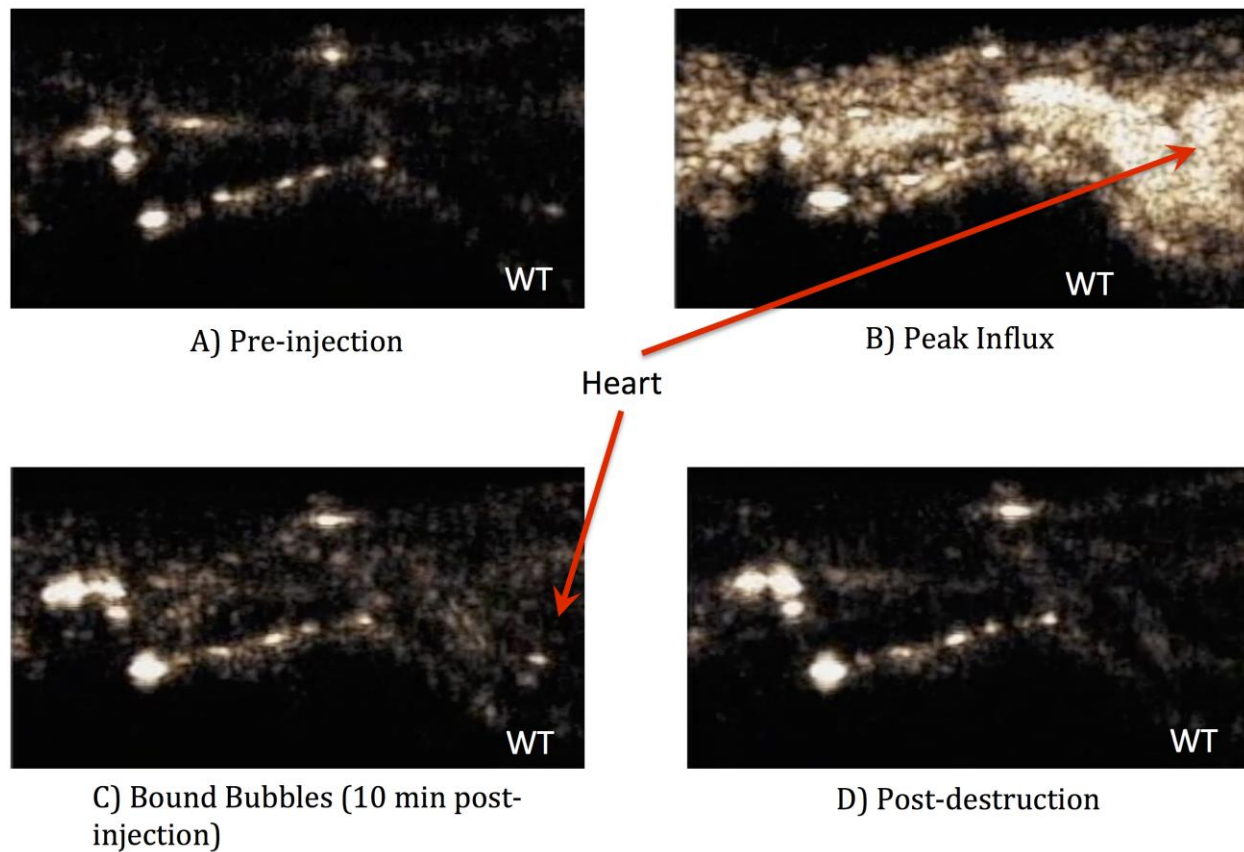 WT
WT
A) Pre-injection
B) Peak Influx
Heart
WT
WT
C) Bound Bubbles (10 min post-
injection)
D) Post-destruction